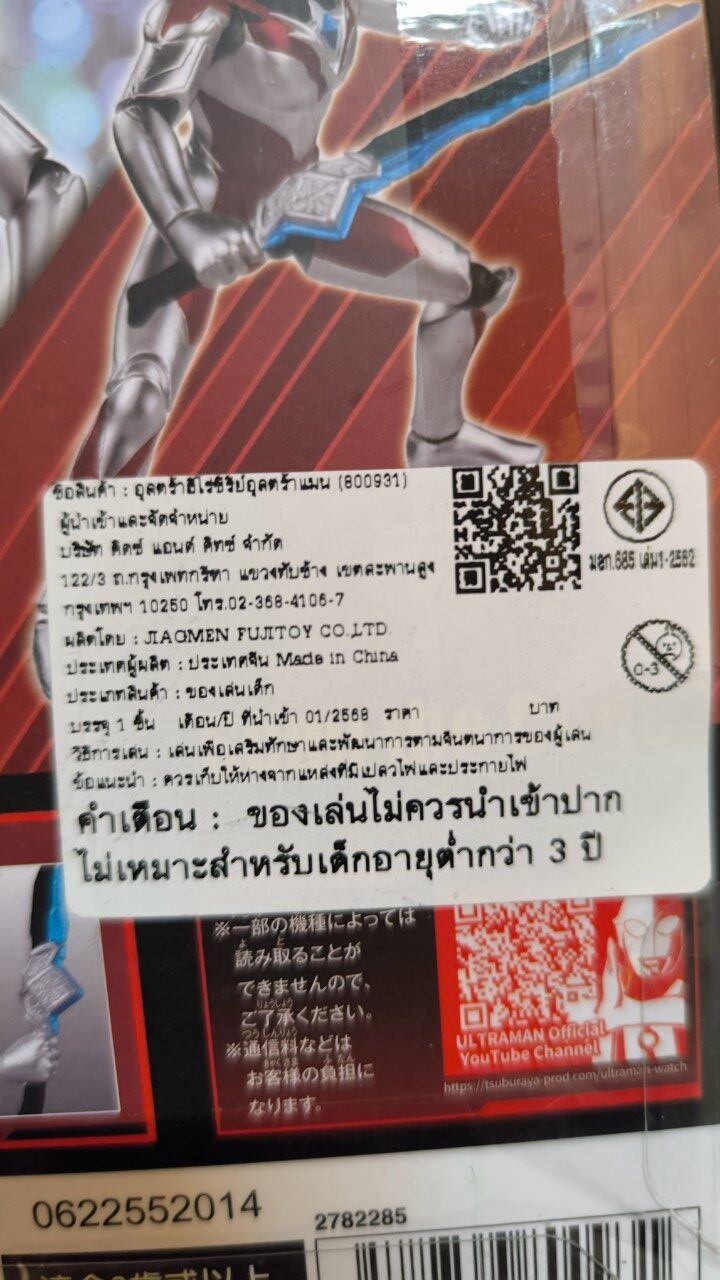 ชื่อสินค้า : อุลตร้าฮีโร่ซีรีย์อุลตร้าแมน (800931)
ผู้นำเข้าและจัดจำหน่าย
บริษัท คิดซ์ แอนด์ คิทซ์ จำกัด
122/3 ถ.กรุงเทพกรีฑา แขวงทับช้าง เขตสะพานสูง
กรุงเทพฯ 10250 โทร.02-368-4106-7
ผลิตโดย : JIAOMEN FUJITOY CO.,LTD.
ประเทศผู้ผลิต : ประเทศจีน Made in China
ประเภทสินค้า : ของเล่นเด็ก
บรรจุ 1 ชิ้น เดือน/ปี ที่นำเข้า 01/2568 ราคา บาท
วิธีการเล่น : เล่นเพื่อเสริมทักษะและพัฒนาการตามจินตนาการของผู้เล่น
ข้อแนะนำ : ควรเก็บให้ห่างจากแหล่งที่มีเปลวไฟและประกายไฟ
คำเตือน : ของเล่นไม่ควรนำเข้าปาก
ไม่เหมาะสำหรับเด็กอายุต่ำกว่า 3 ปี
มอก.685 เล่ม1-2562
0-3
※一部の機種によっては
読み取ることが
できませんので、
ご了承ください。
※通信料などは
お客様の負担に
なります。
ULTRAMAN Official
YouTube Channel
https://tsuburaya-prod.com/ultraman-watch
0622552014
2782285